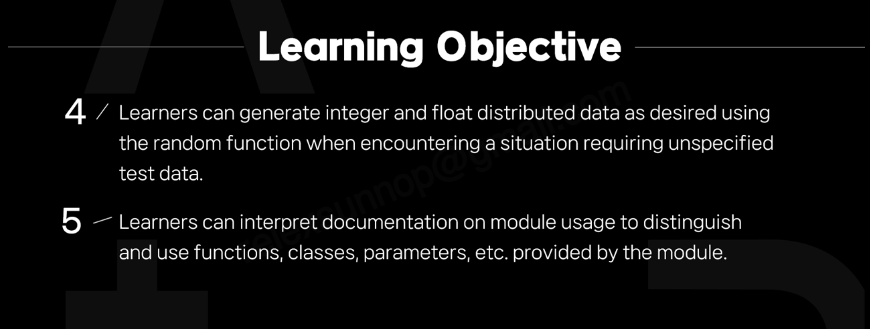 Learning Objective
4 / Learners can generate integer and float distributed data as desired using
the random function when encountering a situation requiring unspecified
test data.
5 / Learners can interpret documentation on module usage to distinguish
and use functions, classes, parameters, etc. provided by the module.